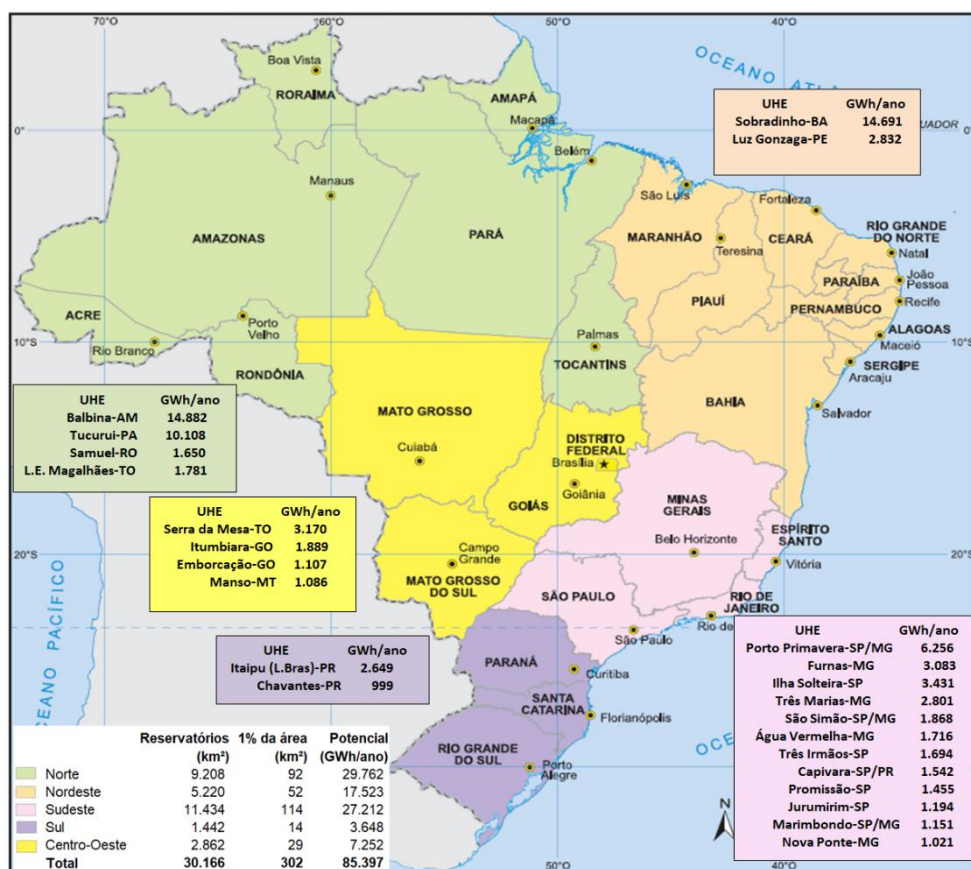 70°O
60°O
50°O
40°O
OCEANO ATL
UADOR
0°
0°
10°S
10°S
20°S
20°S
50°O
40°O
OCEANO PACÍFICO
N
Boa Vista
RORAIMA
AMAPÁ
Macapá
Belém
Manaus
AMAZONAS
PARÁ
São Luís
Fortaleza
MARANHÃO
Teresina
CEARÁ
RIO GRANDE
DO NORTE
Natal
PARAÍBA
João
Pessoa
PIAUÍ
PERNAMBUCO
Recife
ALAGOAS
Maceió
SERGIPE
Aracaju
ACRE
Rio Branco
Porto
Velho
RONDÔNIA
Palmas
TOCANTINS
BAHIA
Salvador
MATO GROSSO
Cuiabá
DISTRITO
FEDERAL
Brasília
Goiânia
GOIÁS
MINAS
GERAIS
Belo Horizonte
ESPÍRITO
SANTO
Vitória
Campo
Grande
MATO GROSSO
DO SUL
SÃO PAULO
São Paulo
RIO DE
JANEIRO
Rio de
PARANÁ
Curitiba
SANTA
CATARINA
Florianópolis
RIO GRANDE
DO SUL
Porto
Alegre
UHE GWh/ano
Sobradinho-BA 14.691
Luz Gonzaga-PE 2.832
UHE GWh/ano
Balbina-AM 14.882
Tucurui-PA 10.108
Samuel-RO 1.650
L.E. Magalhães-TO 1.781
UHE GWh/ano
Serra da Mesa-TO 3.170
Itumbiara-GO 1.889
Emborcação-GO 1.107
Manso-MT 1.086
UHE GWh/ano
Itaipu (L.Bras)-PR 2.649
Chavantes-PR 999
UHE GWh/ano
Porto Primavera-SP/MG 6.256
Furnas-MG 3.083
Ilha Solteira-SP 3.431
Três Marias-MG 2.801
São Simão-SP/MG 1.868
Água Vermelha-MG 1.716
Três Irmãos-SP 1.694
Capivara-SP/PR 1.542
Promissão-SP 1.455
Jurumirim-SP 1.194
Marimbondo-SP/MG 1.151
Nova Ponte-MG 1.021
Reservatórios 1% da área Potencial
(km²) (km²) (GWh/ano)
Norte 9.208 92 29.762
Nordeste 5.220 52 17.523
Sudeste 11.434 114 27.212
Sul 1.442 14 3.648
Centro-Oeste 2.862 29 7.252
Total 30.166 302 85.397